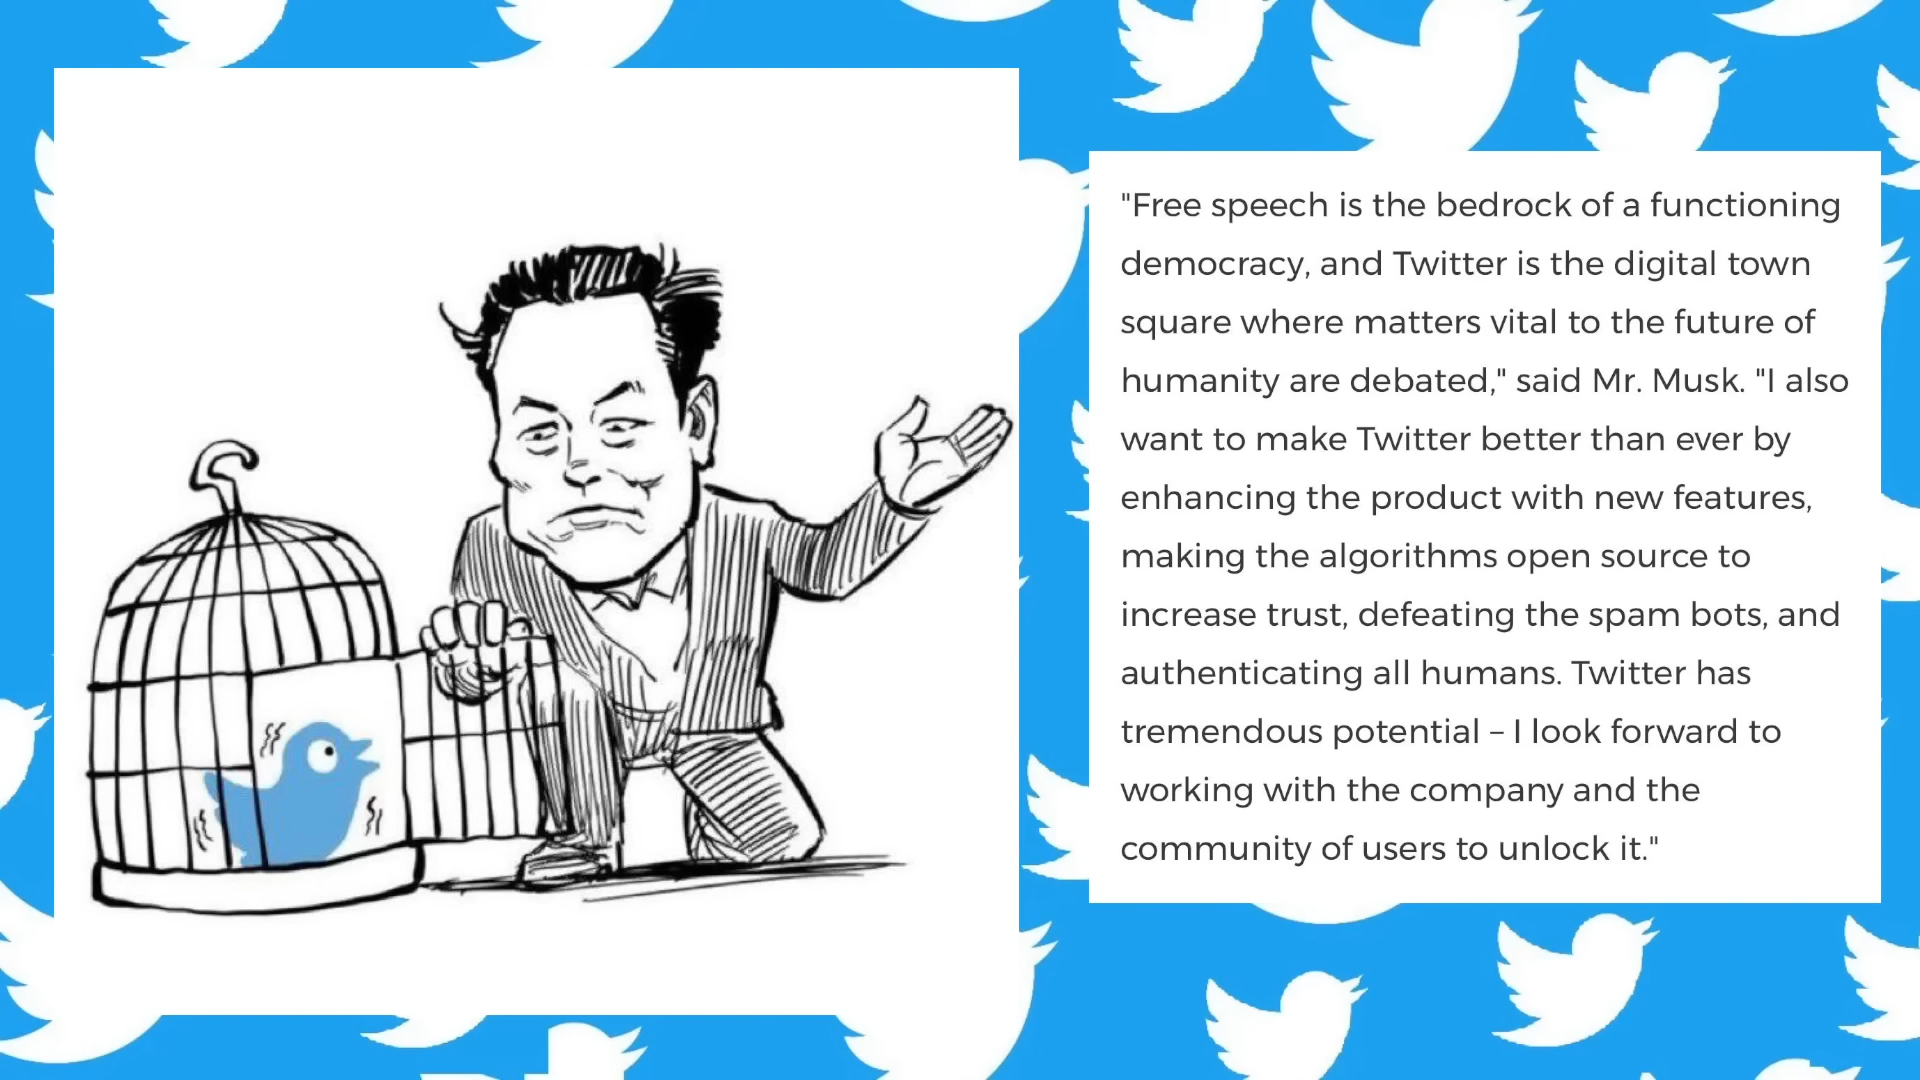 "Free speech is the bedrock of a functioning
democracy, and Twitter is the digital town
square where matters vital to the future of
humanity are debated," said Mr. Musk. "I also
want to make Twitter better than ever by
enhancing the product with new features,
making the algorithms open source to
increase trust, defeating the spam bots, and
authenticating all humans. Twitter has
tremendous potential – I look forward to
working with the company and the
community of users to unlock it."